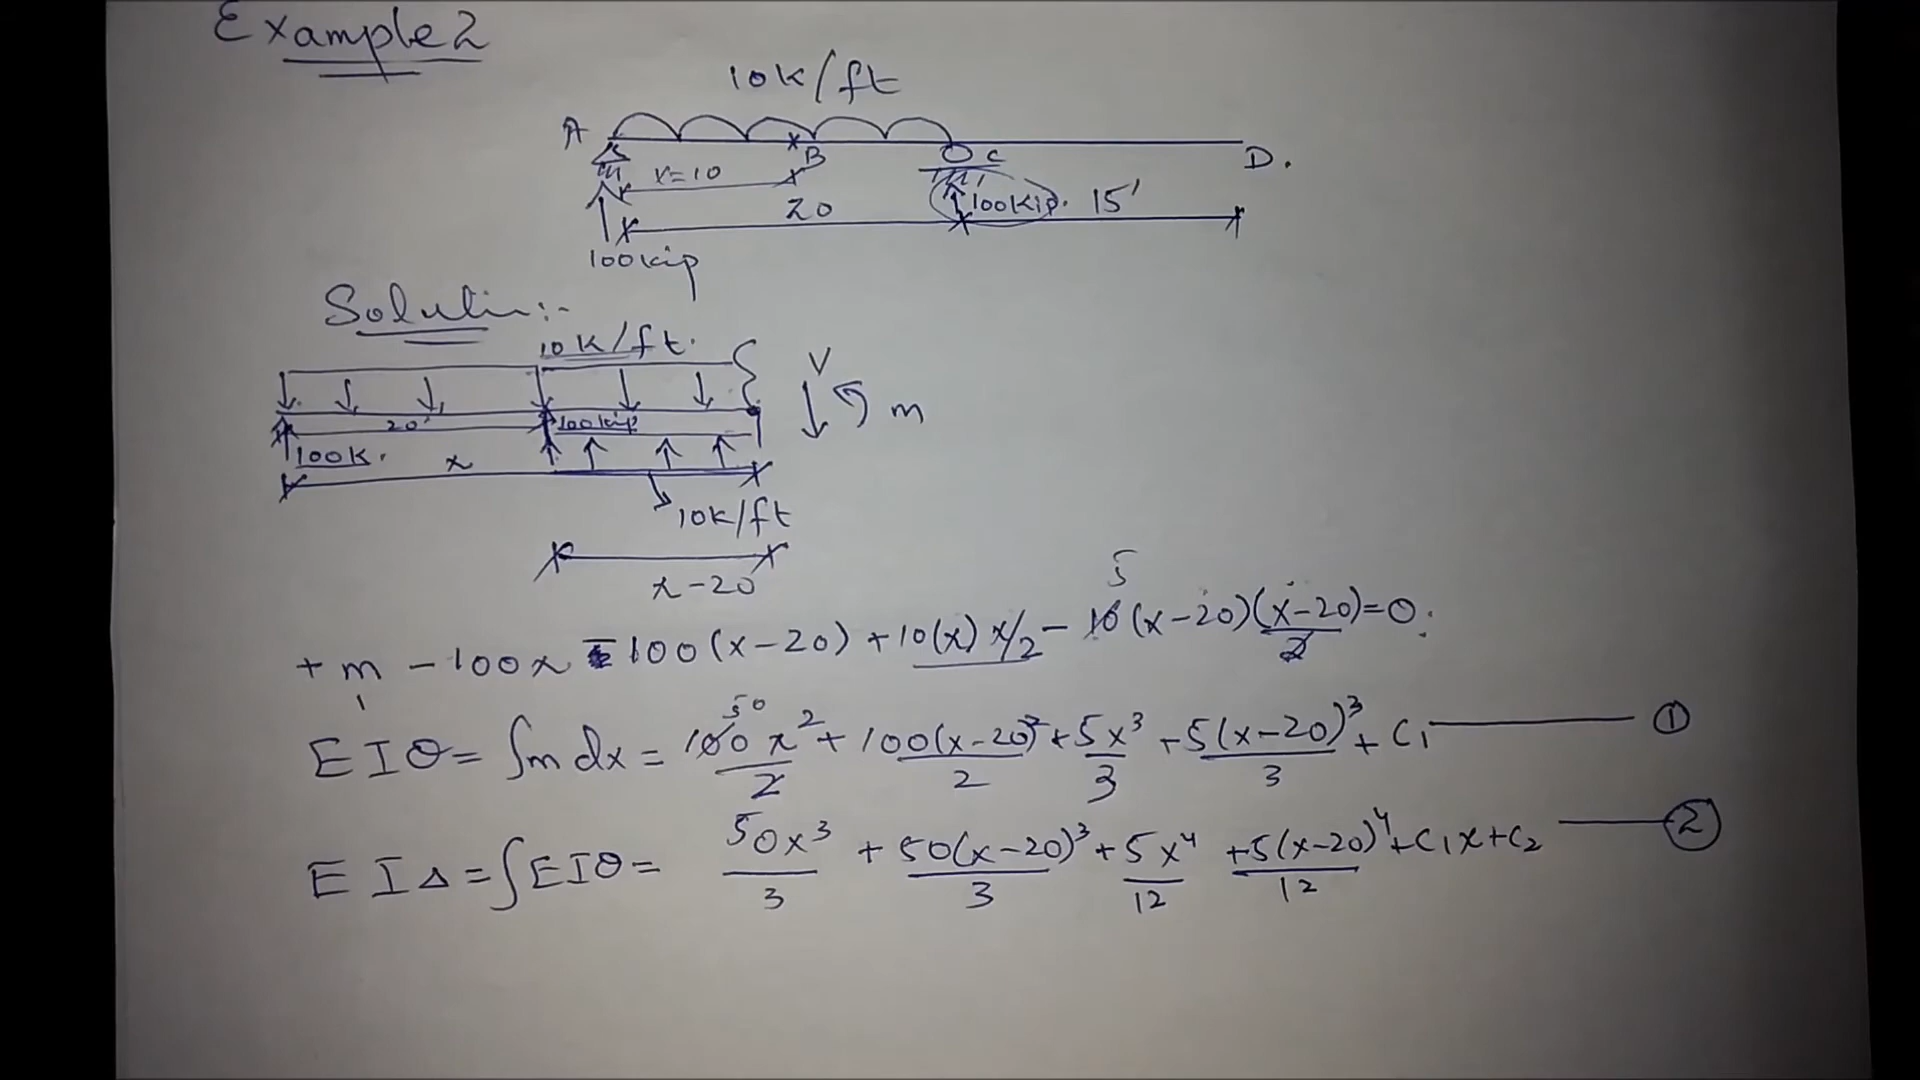 Example 2
10k/ft
A
B
C
D.
x=10
20
100kip.
15'
100kip
Solutin:-
10K/ft.
V
m
20'
100kip
100K.
x
10k/ft
x-20
5
+ m - 100x - 100(x-20) + 10(x) x/2 - 10(x-20)(x-20)=0.
2
50
EIθ= ∫m dx = 100x²/2 + 100(x-20)²/2 + 5x³/3 + 5(x-20)³/3 + C₁ ①
EIΔ=∫EIθ= 50x³/3 + 50(x-20)³/3 + 5x⁴/12 + 5(x-20)⁴/12 + C₁x+C₂ ②